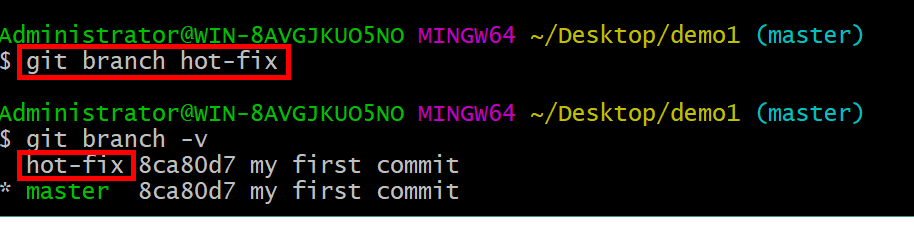 Administrator@WIN-8AVGJKUO5NO MINGW64 ~/Desktop/demo1 (master)
$ git branch hot-fix
Administrator@WIN-8AVGJKUO5NO MINGW64 ~/Desktop/demo1 (master)
$ git branch -v
hot-fix 8ca80d7 my first commit
* master 8ca80d7 my first commit